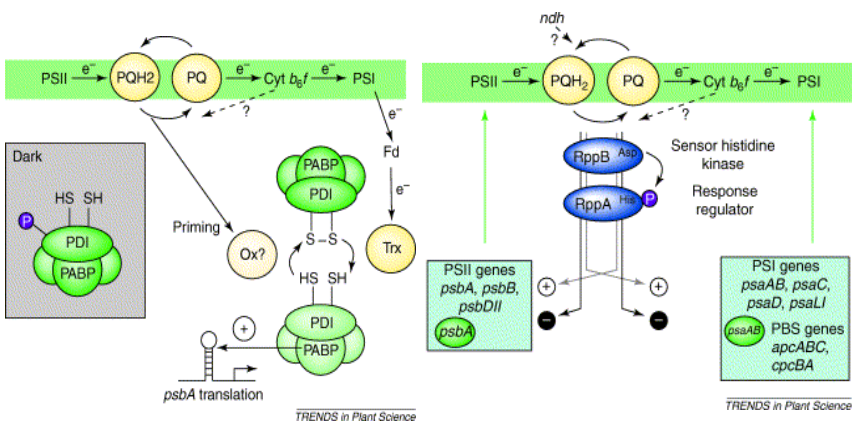 PSII
e–
PQH2
PQ
e–
Cyt b6f
e–
PSI
?
e–
Fd
e–
Trx
Dark
HS SH
P
PDI
PABP
Priming
Ox?
PABP
PDI
S–S
HS SH
PDI
PABP
+
psbA translation
TRENDS in Plant Science
ndh
?
PSII
e–
PQH2
PQ
e–
Cyt b6f
e–
PSI
?
RppB Asp
Sensor histidine
kinase
RppA His
P
Response
regulator
PSII genes
psbA, psbB,
psbDII
psbA
+
+
–
–
PSI genes
psaAB, psaC,
psaD, psaLI
psaAB
PBS genes
apcABC,
cpcBA
TRENDS in Plant Science